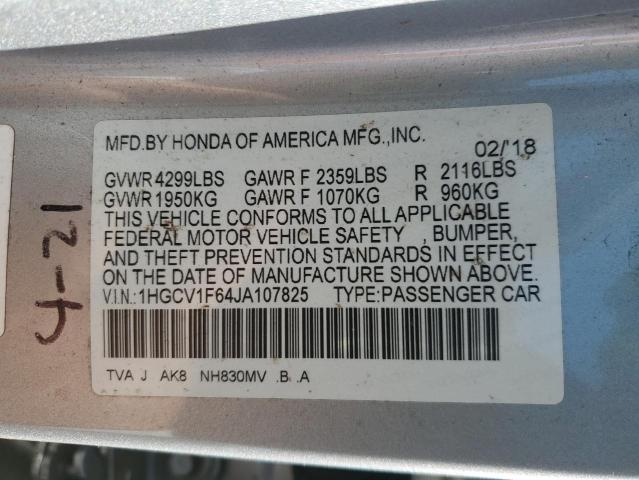 MFD.BY HONDA OF AMERICA MFG.,INC. 02/'18
GVWR 4299LBS GAWR F 2359LBS R 2116LBS
GVWR 1950KG GAWR F 1070KG R 960KG
THIS VEHICLE CONFORMS TO ALL APPLICABLE
FEDERAL MOTOR VEHICLE SAFETY , BUMPER,
AND THEFT PREVENTION STANDARDS IN EFFECT
ON THE DATE OF MANUFACTURE SHOWN ABOVE.
V.I.N.:1HGCV1F64JA107825 TYPE:PASSENGER CAR
TVA J AK8 NH830MV .B .A
4-21